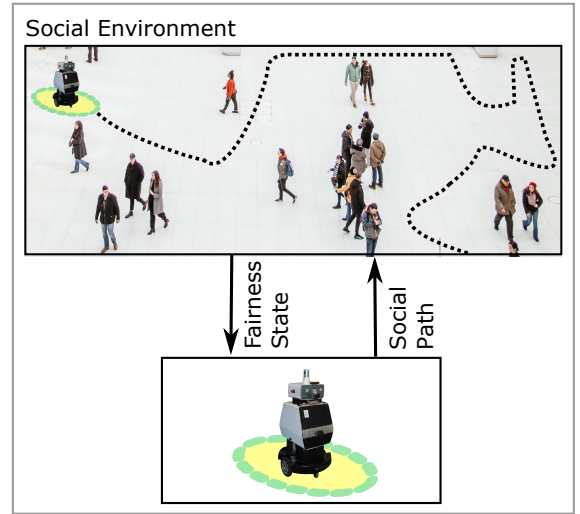 Social Environment
Fairness
State
Social
Path